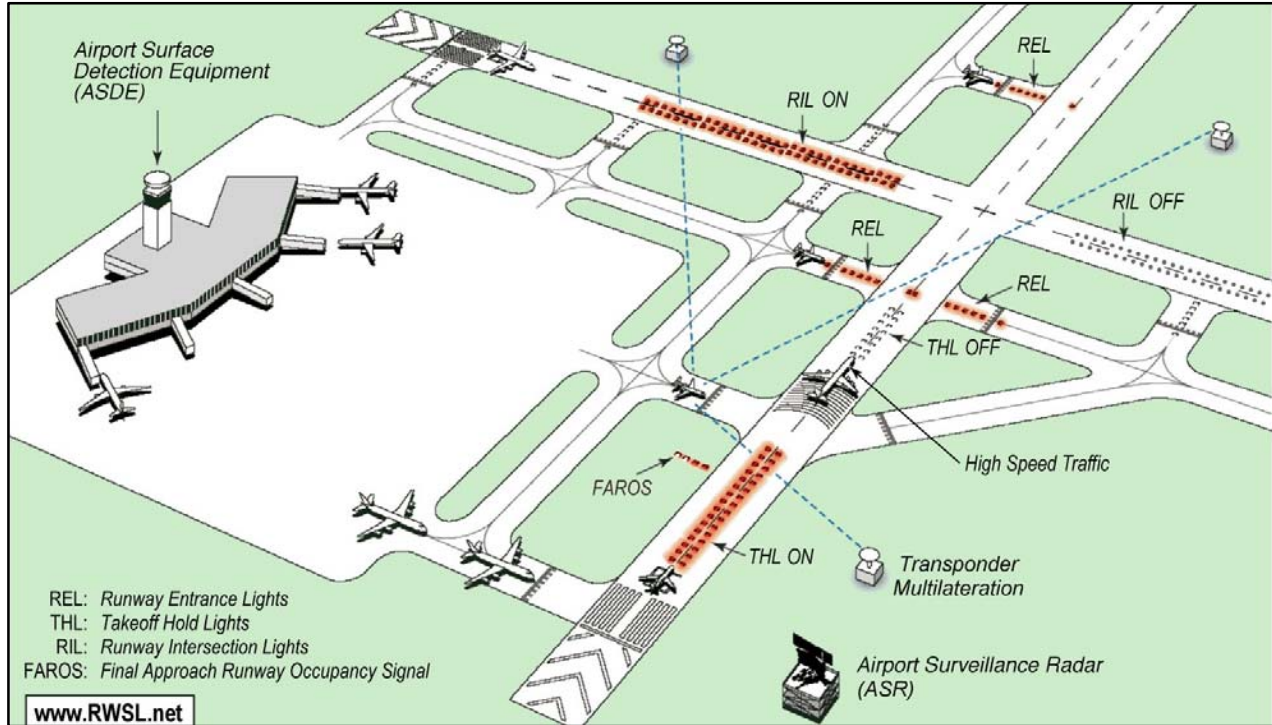 Airport Surface
Detection Equipment
(ASDE)
REL
RIL ON
RIL OFF
REL
REL
THL OFF
High Speed Traffic
FAROS
THL ON
Transponder
Multilateration
REL: Runway Entrance Lights
THL: Takeoff Hold Lights
RIL: Runway Intersection Lights
FAROS: Final Approach Runway Occupancy Signal
Airport Surveillance Radar
(ASR)
www.RWSL.net